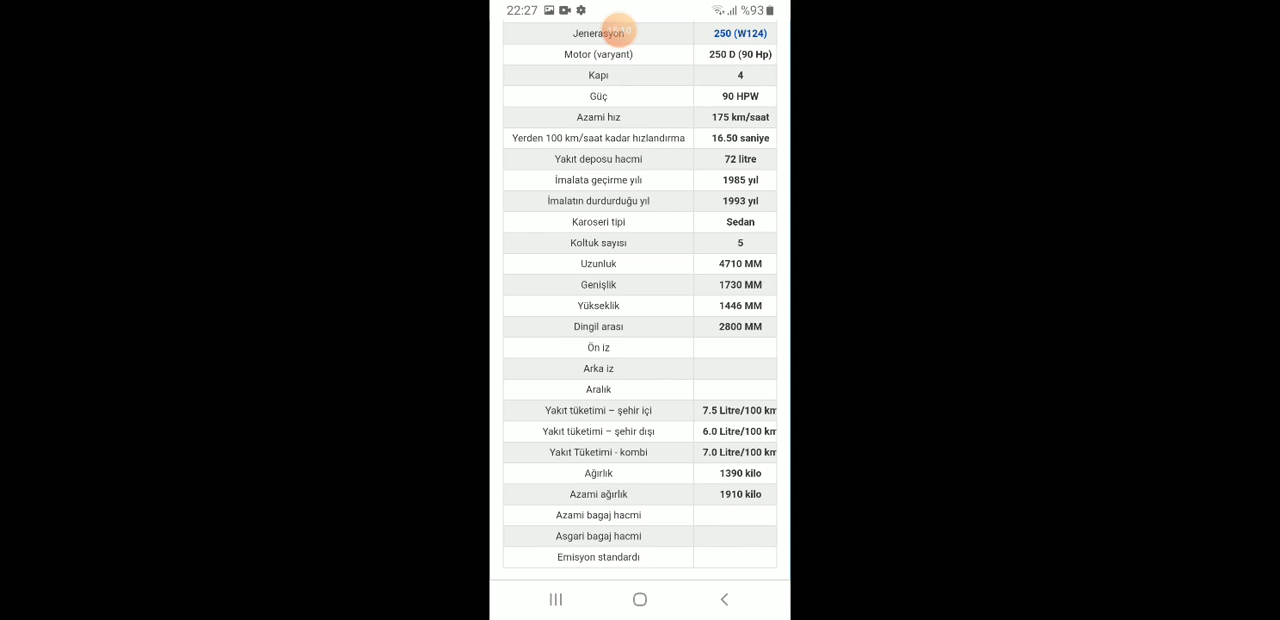 22:27 %93
Jenerasyon 250 (W124)
Motor (varyant) 250 D (90 Hp)
Kapı 4
Güç 90 HPW
Azami hız 175 km/saat
Yerden 100 km/saat kadar hızlandırma 16.50 saniye
Yakıt deposu hacmi 72 litre
İmalata geçirme yılı 1985 yıl
İmalatın durdurduğu yıl 1993 yıl
Karoseri tipi Sedan
Koltuk sayısı 5
Uzunluk 4710 MM
Genişlik 1730 MM
Yükseklik 1446 MM
Dingil arası 2800 MM
Ön iz
Arka iz
Aralık
Yakıt tüketimi – şehir içi 7.5 Litre/100 km
Yakıt tüketimi – şehir dışı 6.0 Litre/100 km
Yakıt Tüketimi - kombi 7.0 Litre/100 km
Ağırlık 1390 kilo
Azami ağırlık 1910 kilo
Azami bagaj hacmi
Asgari bagaj hacmi
Emisyon standardı